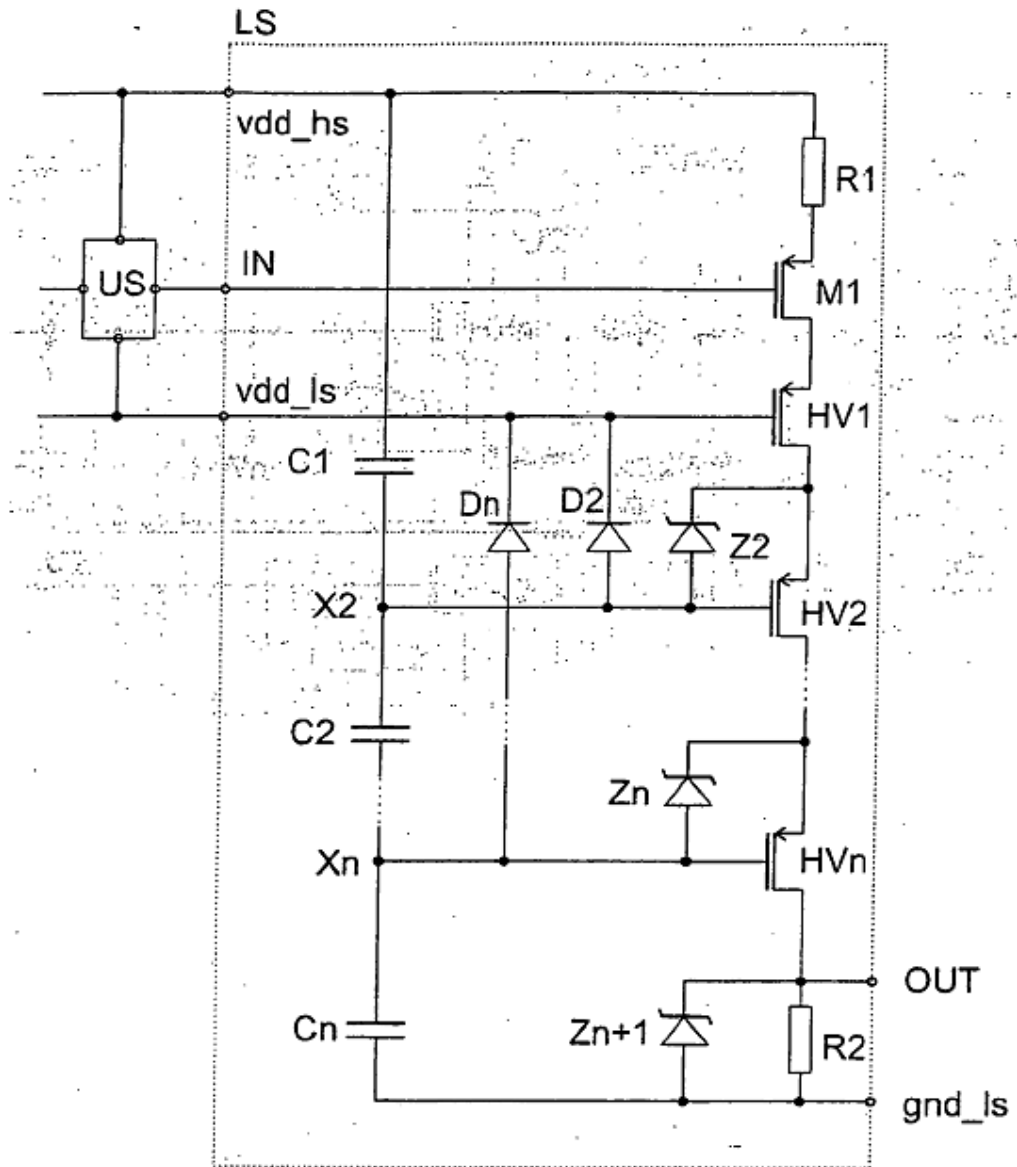 LS
vdd_hs
R1
IN
US
M1
vdd_ls
HV1
C1
Dn
D2
Z2
X2
HV2
C2
Zn
Xn
HVn
OUT
Cn
Zn+1
R2
gnd_ls